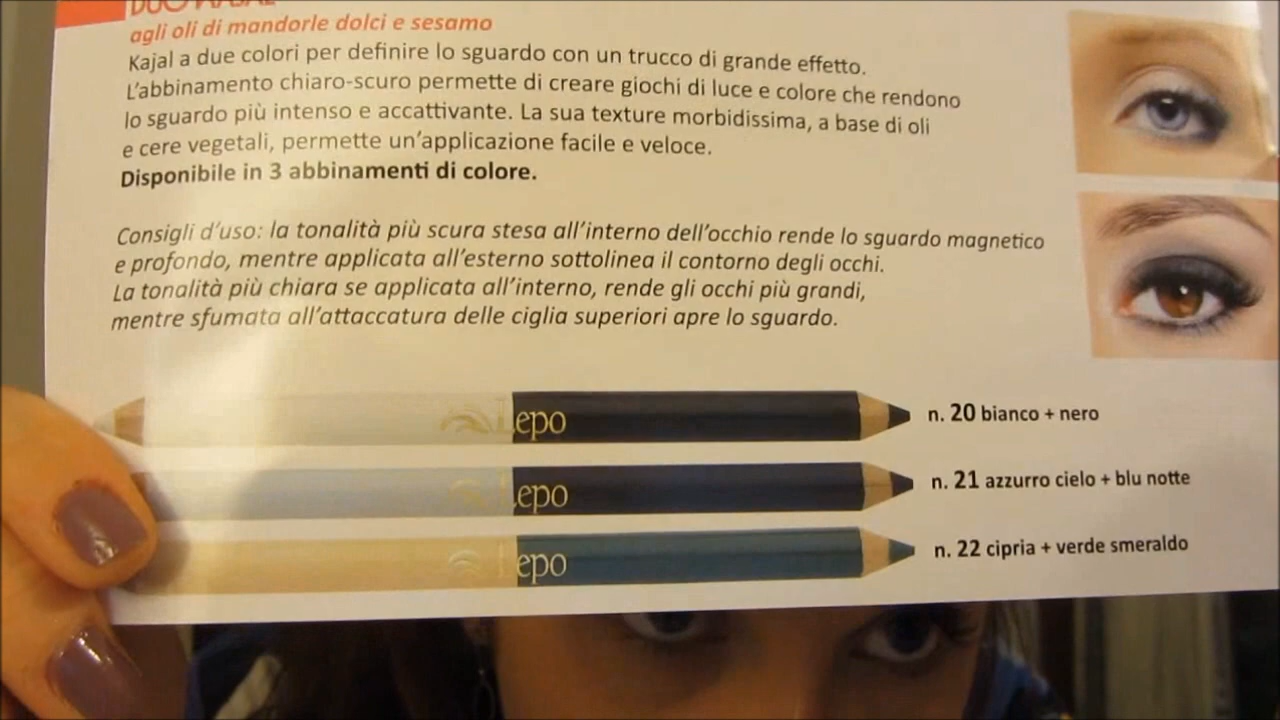 DUO KAJAL
agli oli di mandorle dolci e sesamo
Kajal a due colori per definire lo sguardo con un trucco di grande effetto.
L'abbinamento chiaro-scuro permette di creare giochi di luce e colore che rendono
lo sguardo più intenso e accattivante. La sua texture morbidissima, a base di oli
e cere vegetali, permette un'applicazione facile e veloce.
Disponibile in 3 abbinamenti di colore.
Consigli d'uso: la tonalità più scura stesa all'interno dell'occhio rende lo sguardo magnetico
e profondo, mentre applicata all'esterno sottolinea il contorno degli occhi.
La tonalità più chiara se applicata all'interno, rende gli occhi più grandi,
mentre sfumata all'attaccatura delle ciglia superiori apre lo sguardo.
Lepo n. 20 bianco + nero
Lepo n. 21 azzurro cielo + blu notte
Lepo n. 22 cipria + verde smeraldo